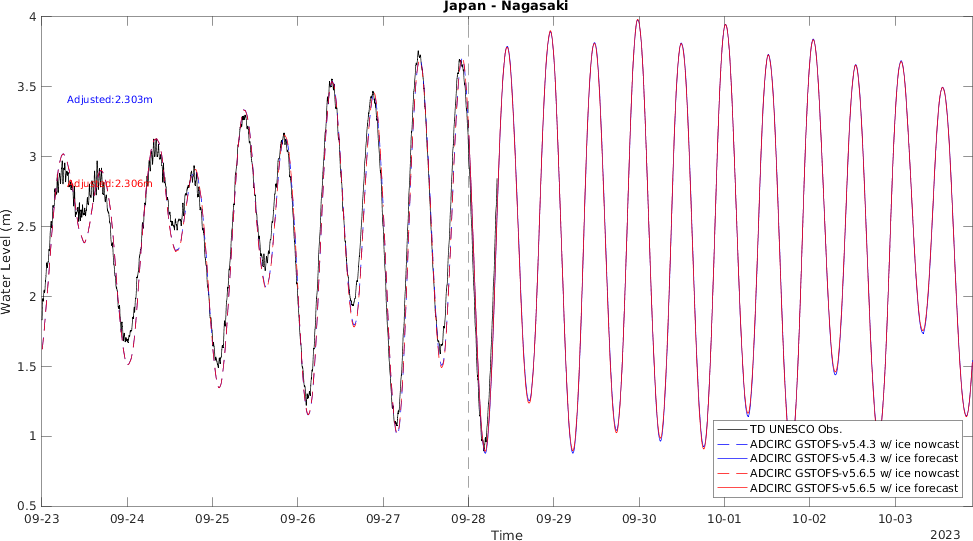 Japan - Nagasaki
Water Level (m)
4
3.5
3
2.5
2
1.5
1
0.5
Adjusted:2.303m
Adjusted:2.306m
TD UNESCO Obs.
ADCIRC GSTOFS-v5.4.3 w/ ice nowcast
ADCIRC GSTOFS-v5.4.3 w/ ice forecast
ADCIRC GSTOFS-v5.6.5 w/ ice nowcast
ADCIRC GSTOFS-v5.6.5 w/ ice forecast
09-23 09-24 09-25 09-26 09-27 09-28 09-29 09-30 10-01 10-02 10-03
Time
2023